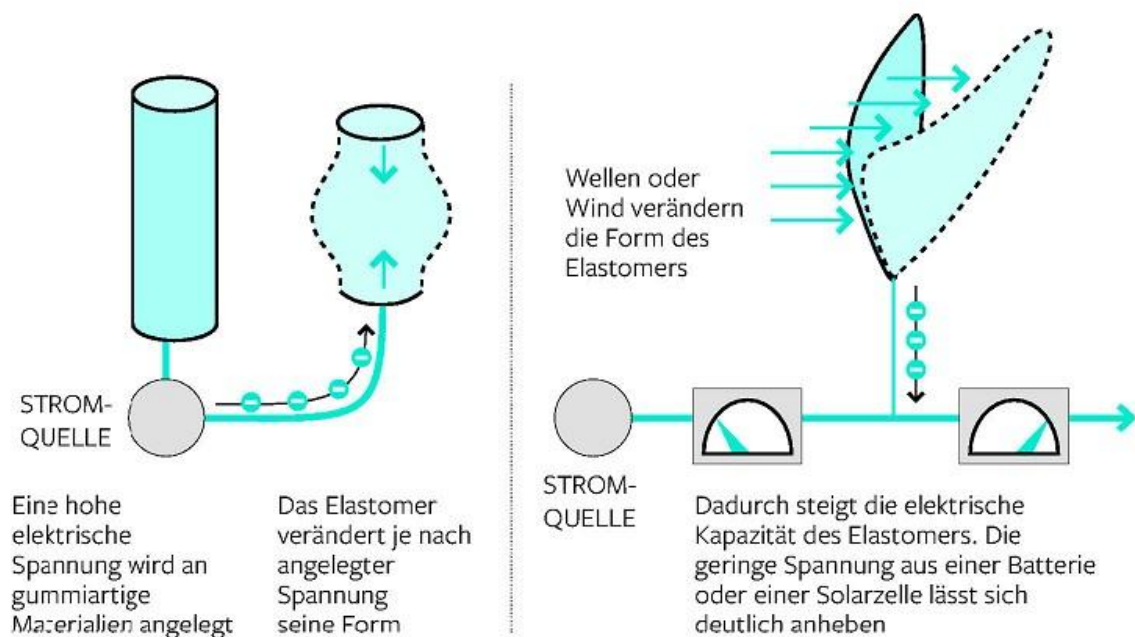 STROM-
QUELLE
Eine hohe
elektrische
Spannung wird an
gummiartige
Materialien angelegt
Das Elastomer
verändert je nach
angelegter
Spannung
seine Form
Wellen oder
Wind verändern
die Form des
Elastomers
STROM-
QUELLE
Dadurch steigt die elektrische
Kapazität des Elastomers. Die
geringe Spannung aus einer Batterie
oder einer Solarzelle lässt sich
deutlich anheben